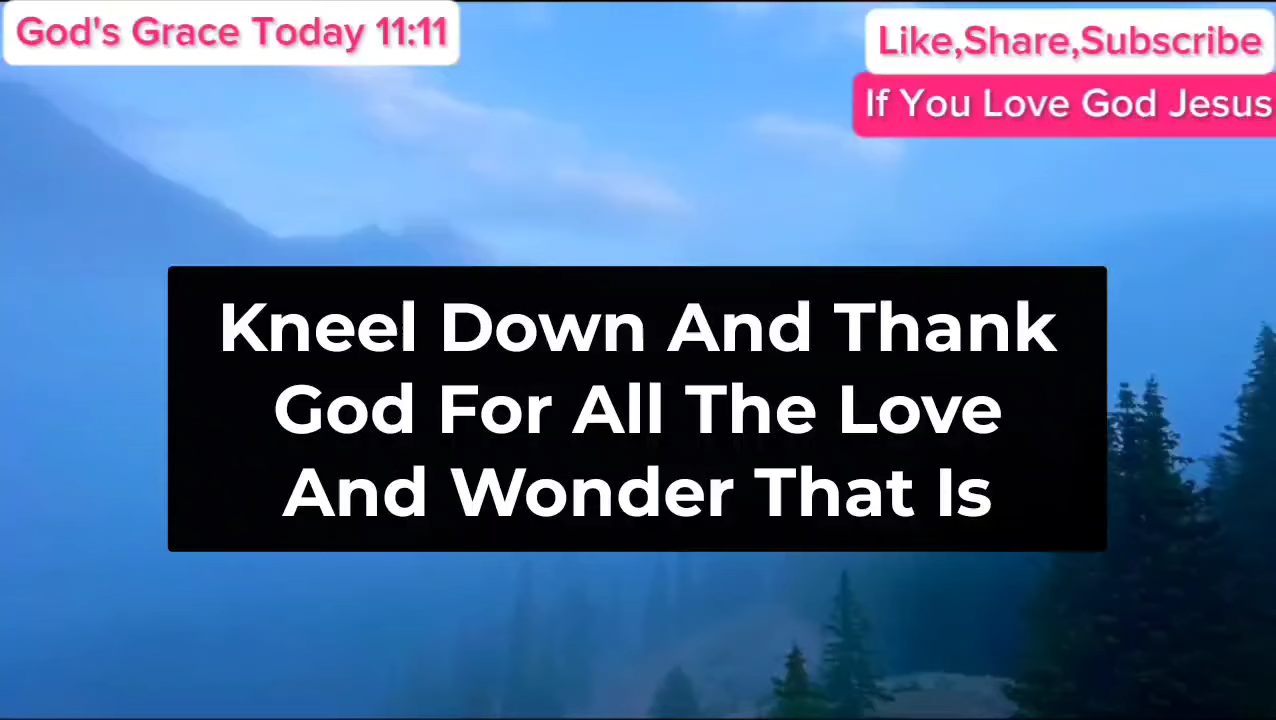 God's Grace Today 11:11
Like,Share,Subscribe
If You Love God Jesus
Kneel Down And Thank
God For All The Love
And Wonder That Is